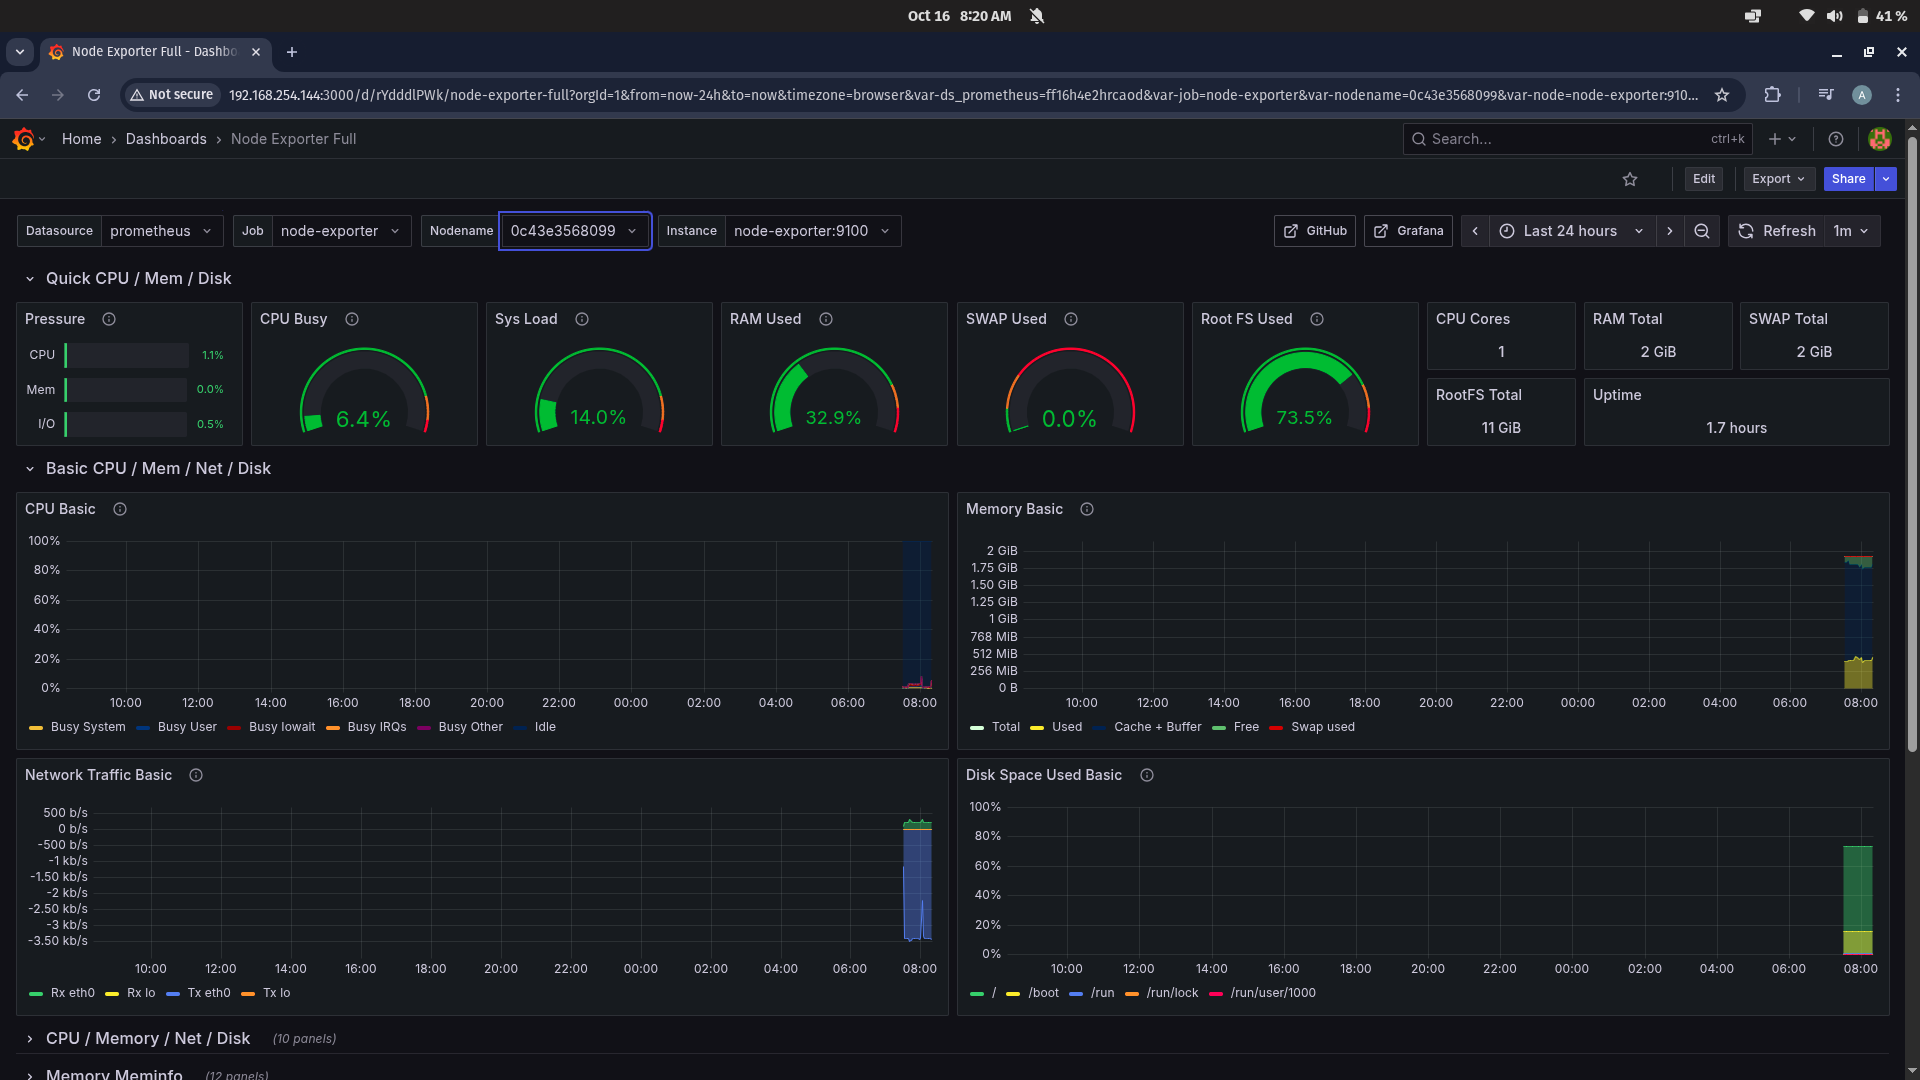 Oct 16 8:20 AM
41 %
Node Exporter Full - Dashbo
Not secure 192.168.254.144:3000/d/rYdddlPWk/node-exporter-full?orgId=1&from=now-24h&to=now&timezone=browser&var-ds_prometheus=ff16h4e2hrcaod&var-job=node-exporter&var-nodename=0c43e3568099&var-node=node-exporter:910... A
Home › Dashboards › Node Exporter Full
Search... ctrl+k
Edit Export Share
Datasource prometheus Job node-exporter Nodename 0c43e3568099 Instance node-exporter:9100 GitHub Grafana Last 24 hours Refresh 1m
Quick CPU / Mem / Disk
Pressure
CPU 1.1%
Mem 0.0%
I/O 0.5%
CPU Busy
6.4%
Sys Load
14.0%
RAM Used
32.9%
SWAP Used
0.0%
Root FS Used
73.5%
CPU Cores
1
RAM Total
2 GiB
SWAP Total
2 GiB
RootFS Total
11 GiB
Uptime
1.7 hours
Basic CPU / Mem / Net / Disk
CPU Basic
100%
80%
60%
40%
20%
0%
10:00 12:00 14:00 16:00 18:00 20:00 22:00 00:00 02:00 04:00 06:00 08:00
Busy System Busy User Busy Iowait Busy IRQs Busy Other Idle
Memory Basic
2 GiB
1.75 GiB
1.50 GiB
1.25 GiB
1 GiB
768 MiB
512 MiB
256 MiB
0 B
10:00 12:00 14:00 16:00 18:00 20:00 22:00 00:00 02:00 04:00 06:00 08:00
Total Used Cache + Buffer Free Swap used
Network Traffic Basic
500 b/s
0 b/s
-500 b/s
-1 kb/s
-1.50 kb/s
-2 kb/s
-2.50 kb/s
-3 kb/s
-3.50 kb/s
10:00 12:00 14:00 16:00 18:00 20:00 22:00 00:00 02:00 04:00 06:00 08:00
Rx eth0 Rx lo Tx eth0 Tx lo
Disk Space Used Basic
100%
80%
60%
40%
20%
0%
10:00 12:00 14:00 16:00 18:00 20:00 22:00 00:00 02:00 04:00 06:00 08:00
/ /boot /run /run/lock /run/user/1000
CPU / Memory / Net / Disk (10 panels)
Memory Meminfo (12 panels)